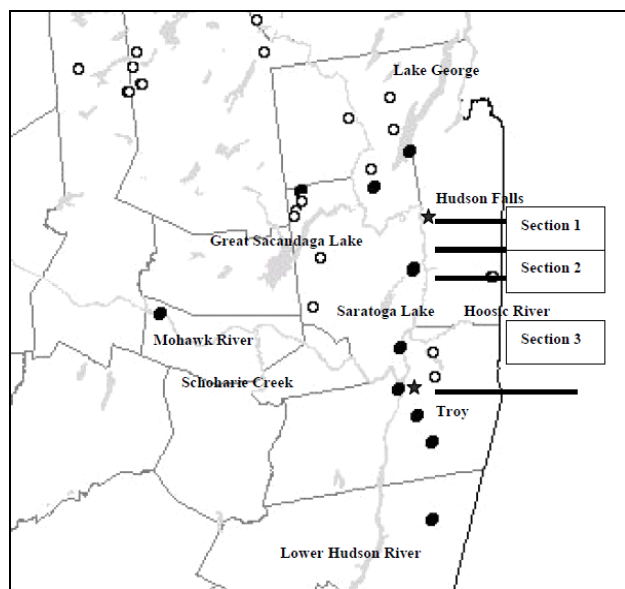 Lake George
Hudson Falls
Section 1
Great Sacandaga Lake
Section 2
Saratoga Lake
Hoosic River
Mohawk River
Section 3
Schoharie Creek
Troy
Lower Hudson River